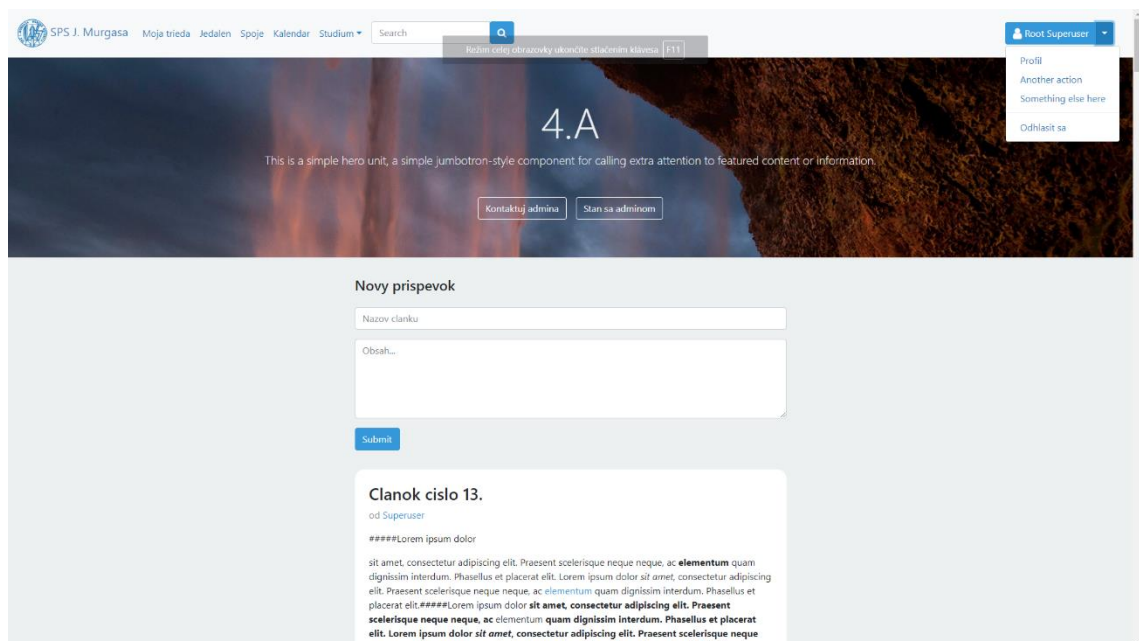 SPS J. Murgasa Moja trieda Jedalen Spoje Kalendar Studium Search Root Superuser
Režim celej obrazovky ukončíte stlačením klávesa F11
Profil
Another action
Something else here
Odhlasit sa
4.A
This is a simple hero unit, a simple jumbotron-style component for calling extra attention to featured content or information.
Kontaktuj admina Stan sa adminom
Novy prispevok
Nazov clanku
Obsah...
Submit
Clanok cislo 13.
od Superuser
#####Lorem ipsum dolor
sit amet, consectetur adipiscing elit. Praesent scelerisque neque neque, ac elementum quam
dignissim interdum. Phasellus et placerat elit. Lorem ipsum dolor sit amet, consectetur adipiscing
elit. Praesent scelerisque neque neque, ac elementum quam dignissim interdum. Phasellus et
placerat elit.#####Lorem ipsum dolor sit amet, consectetur adipiscing elit. Praesent
scelerisque neque neque, ac elementum quam dignissim interdum. Phasellus et placerat
elit. Lorem ipsum dolor sit amet, consectetur adipiscing elit. Praesent scelerisque neque